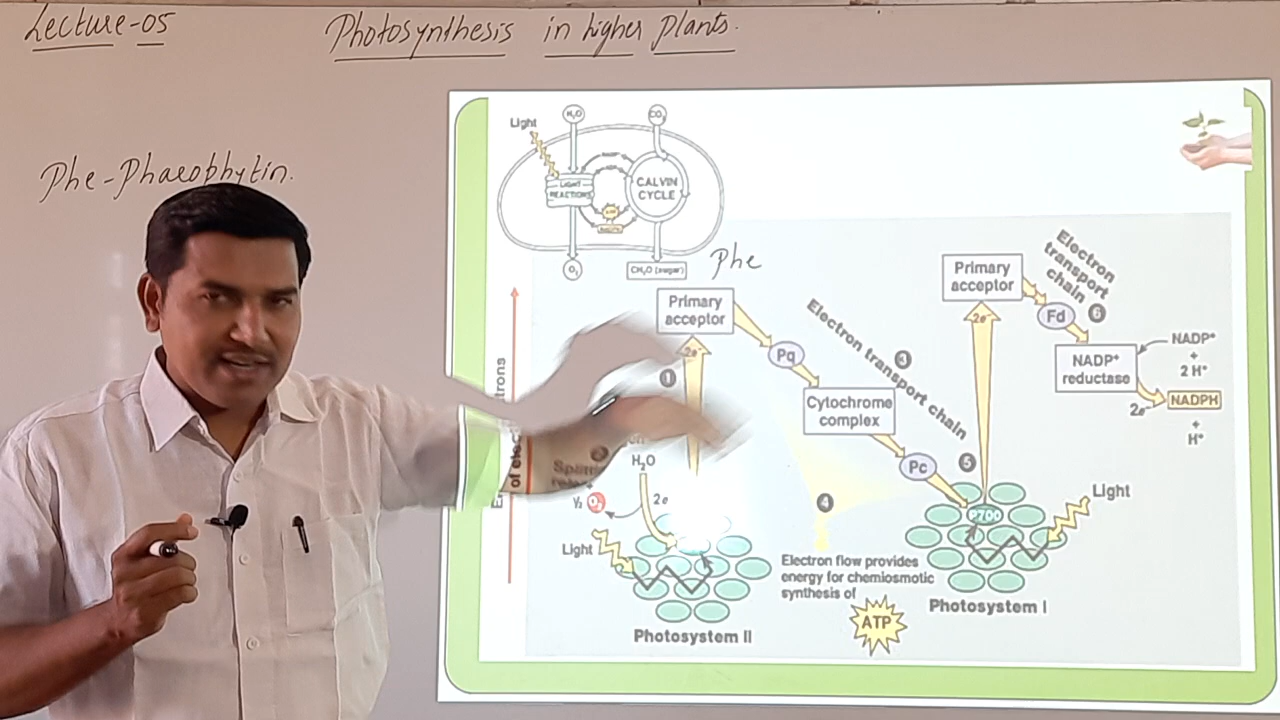 Lecture-05
Photosynthesis in higher plants.
Phe-Phaeophytin.
Light
H₂O
CO₂
LIGHT
REACTIONS
CALVIN
CYCLE
O₂
CH₂O (sugar)
Phe
Primary
acceptor
2e⁻
1
Pq
Electron transport chain
3
Cytochrome
complex
Pc
5
Primary
acceptor
2e⁻
Electron
transport
chain
6
Fd
NADP⁺
reductase
NADP⁺
+
2 H⁺
2e⁻
NADPH
+
H⁺
2
H₂O
½ O₂
2e
Light
Photosystem II
4
Electron flow provides
energy for chemiosmotic
synthesis of
ATP
P700
Light
Photosystem I